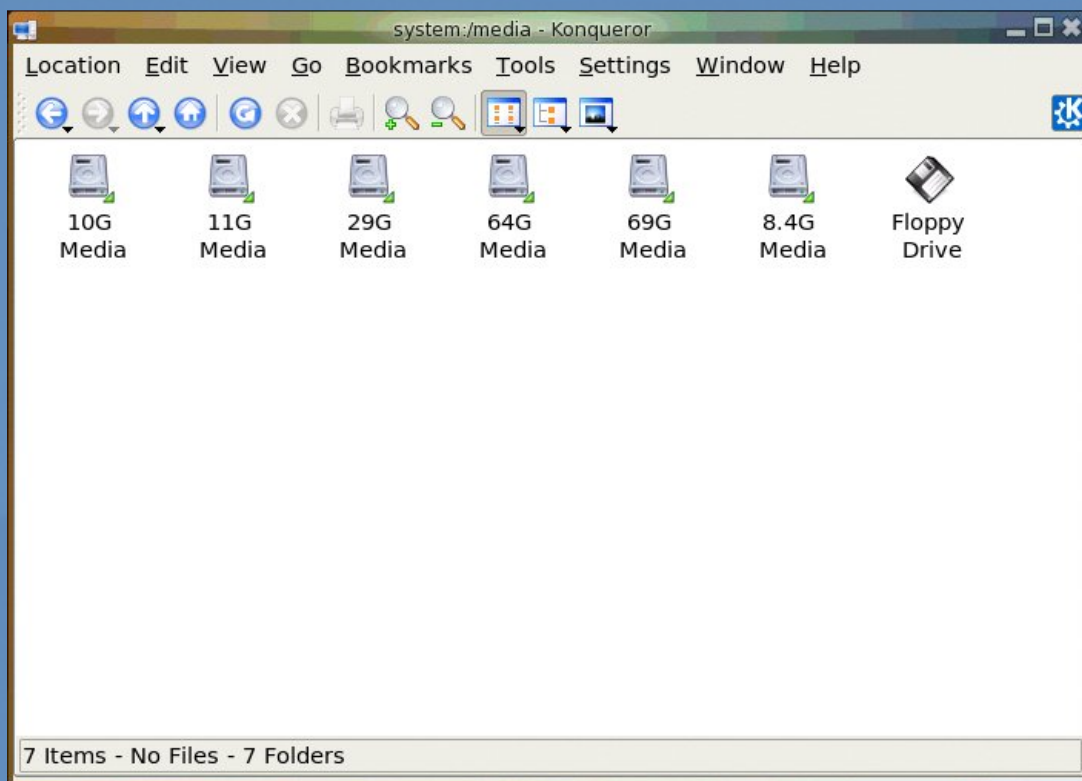 system:/media - Konqueror
Location Edit View Go Bookmarks Tools Settings Window Help
10G Media
11G Media
29G Media
64G Media
69G Media
8.4G Media
Floppy Drive
7 Items - No Files - 7 Folders